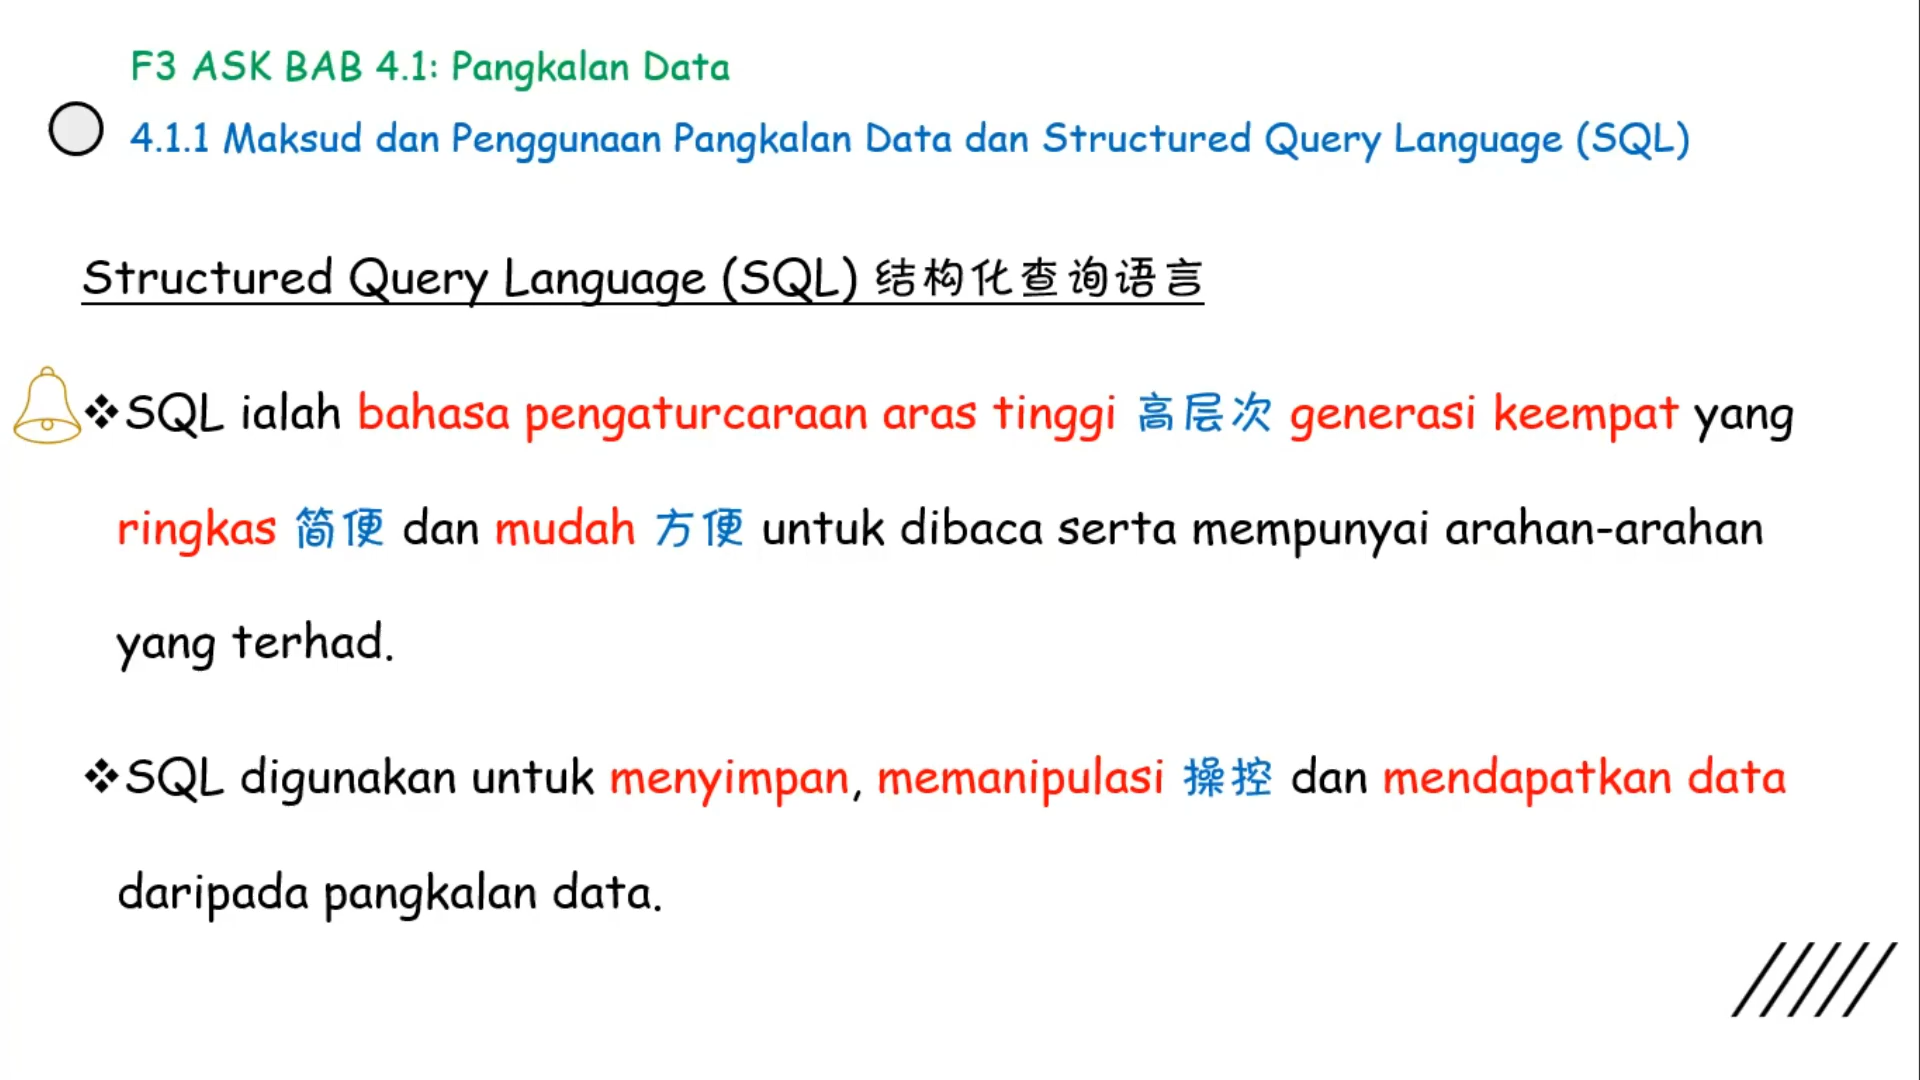 F3 ASK BAB 4.1: Pangkalan Data
4.1.1 Maksud dan Penggunaan Pangkalan Data dan Structured Query Language (SQL)
Structured Query Language (SQL) 结构化查询语言
❖SQL ialah bahasa pengaturcaraan aras tinggi 高层次 generasi keempat yang
ringkas 简便 dan mudah 方便 untuk dibaca serta mempunyai arahan-arahan
yang terhad.
❖SQL digunakan untuk menyimpan, memanipulasi 操控 dan mendapatkan data
daripada pangkalan data.